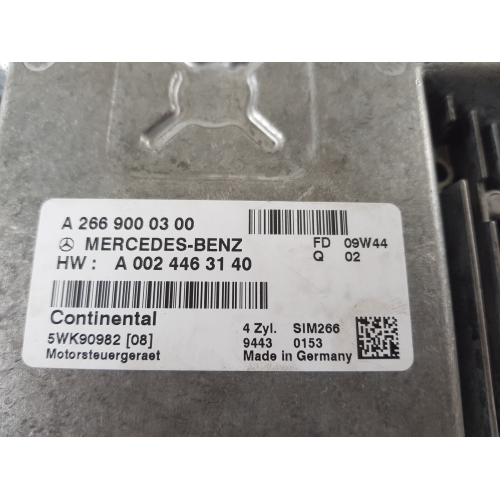 A 266 900 03 00
MERCEDES-BENZ FD 09W44
HW : A 002 446 31 40 Q 02
Continental
5WK90982 [08] 4 Zyl. SIM266
Motorsteuergeraet 9443 0153
Made in Germany